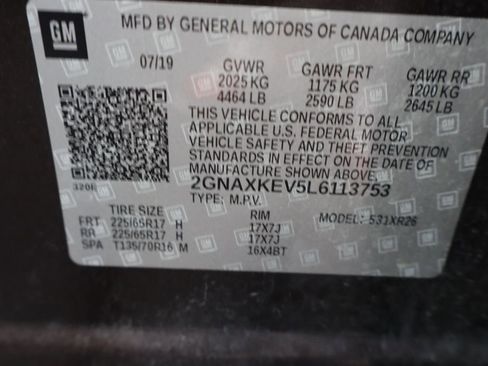 GM
MFD BY GENERAL MOTORS OF CANADA COMPANY
07/19 GVWR GAWR FRT GAWR RR
2025 KG 1175 KG 1200 KG
4464 LB 2590 LB 2645 LB
THIS VEHICLE CONFORMS TO ALL
APPLICABLE U.S. FEDERAL MOTOR
VEHICLE SAFETY AND THEFT PREVENTION
STANDARDS IN EFFECT ON THE DATE OF
MANUFACTURE SHOWN ABOVE.
320R 2GNAXKEV5L6113753
TYPE: M.P.V. MODEL: 531XR26
TIRE SIZE RIM
FRT 225/65R17 H 17X7J
RR 225/65R17 H 17X7J
SPA T135/70R16 M 16X4BT